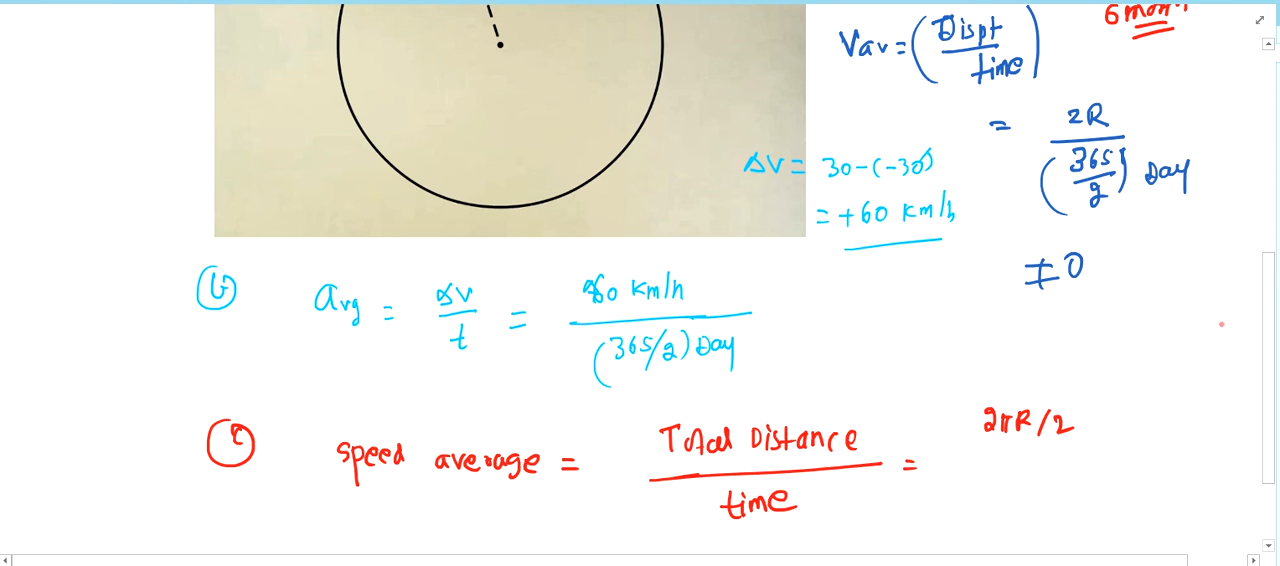 6 mont
Vav = (Dispt / time)
= 2R / (365/2) Day
≠ 0
ΔV = 30-(-30)
= +60 Km/h
(b) avg = ΔV / t = 60 Km/h / (365/2) Day
(c) speed average = Total Distance / time = 2πR/2